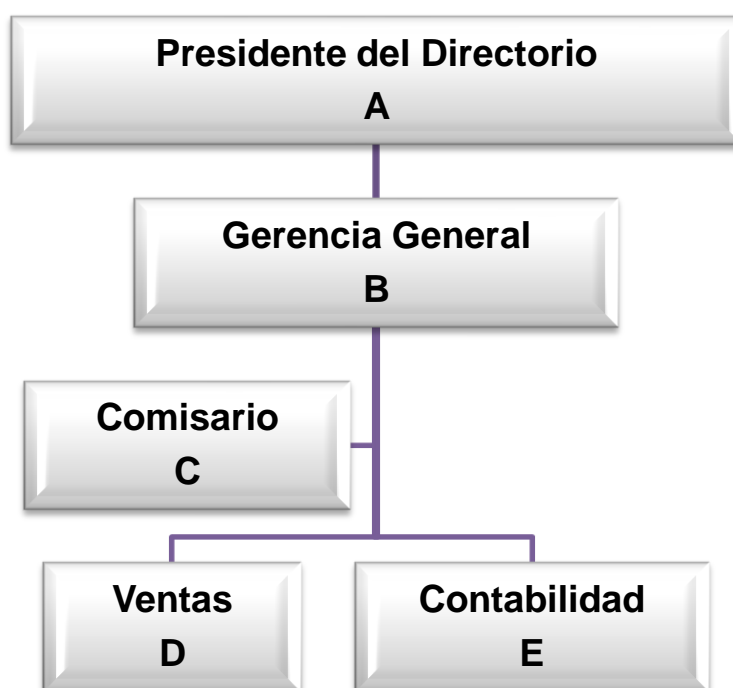 Presidente del Directorio
A
Gerencia General
B
Comisario
C
Ventas
D
Contabilidad
E